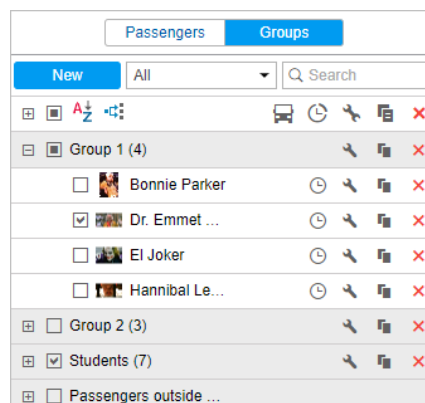 Passengers Groups
New All Search
Group 1 (4)
Bonnie Parker
Dr. Emmet ...
El Joker
Hannibal Le...
Group 2 (3)
Students (7)
Passengers outside ...